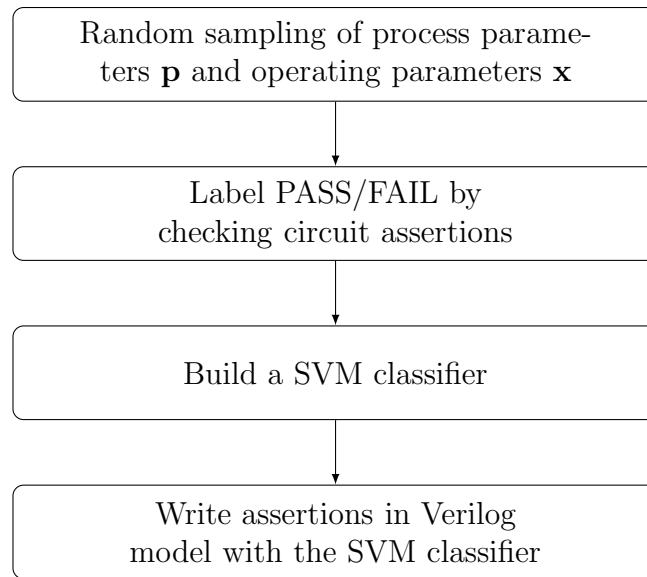 Random sampling of process parame-
ters p and operating parameters x
Label PASS/FAIL by
checking circuit assertions
Build a SVM classifier
Write assertions in Verilog
model with the SVM classifier